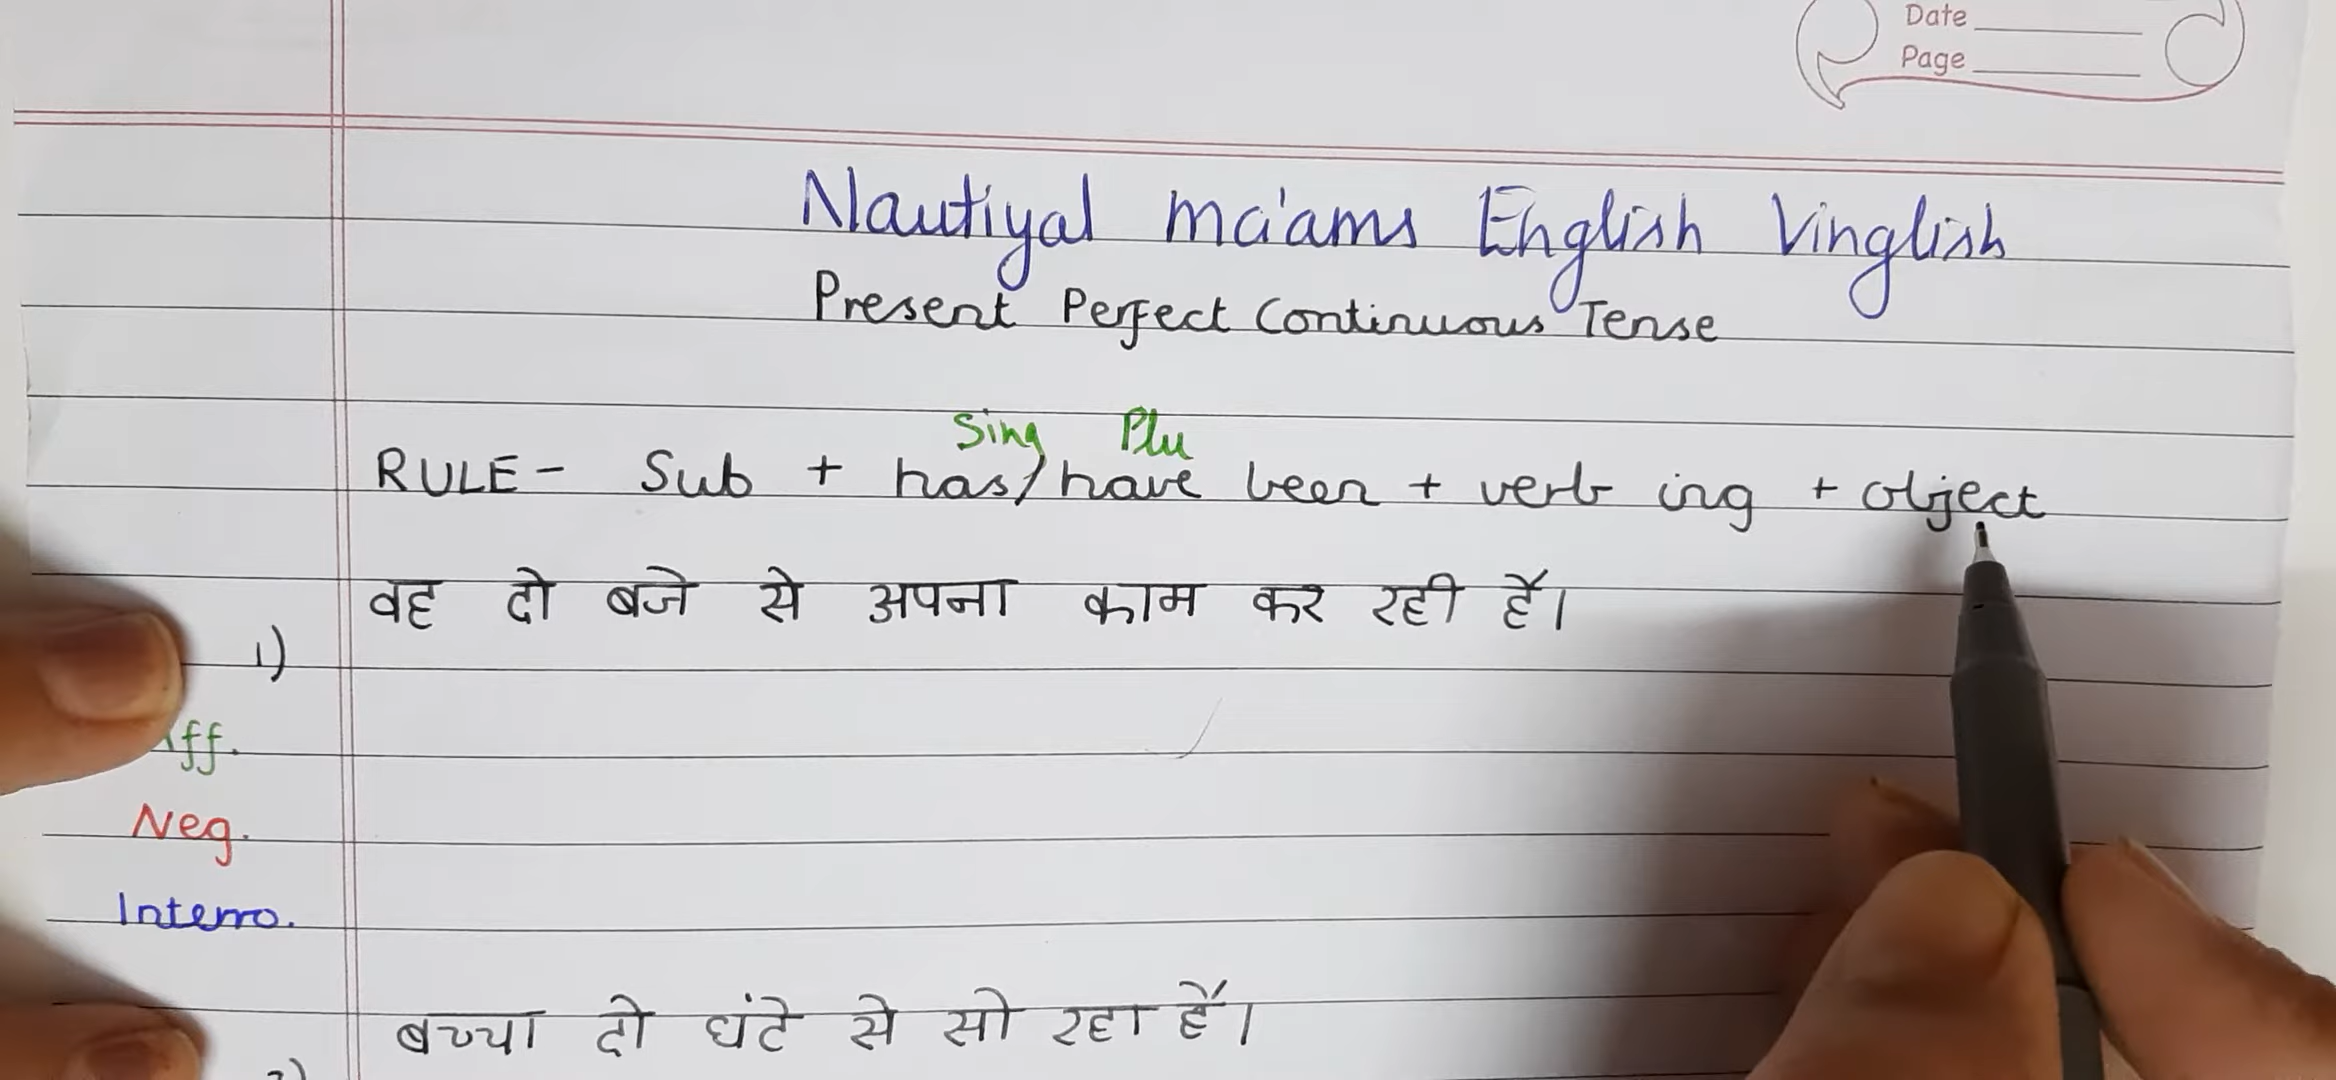 Date
Page
Nautiyal ma'ams English Vinglish
Present Perfect Continuous Tense
Sing Plu
RULE - Sub + has/have been + verb ing + object
वह दो बजे से अपना काम कर रही हैं।
1)
Aff.
Neg.
Interro.
बच्चा दो घंटे से सो रहा हैं।